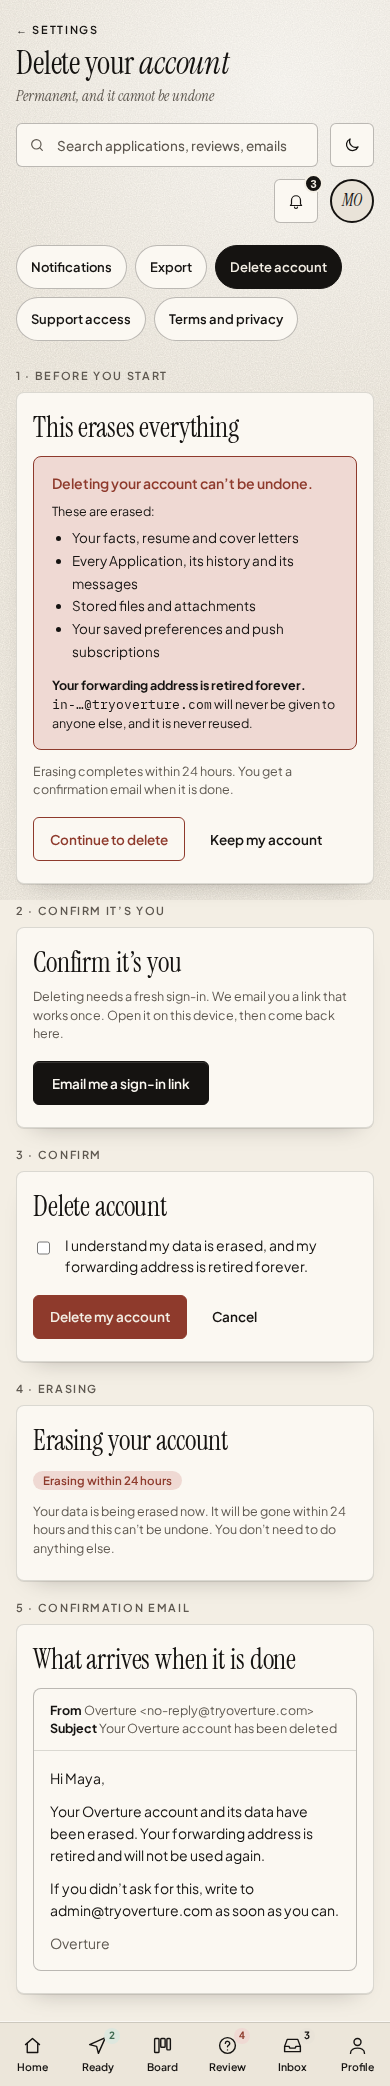 ← SETTINGS
Delete your account
Permanent, and it cannot be undone
Search applications, reviews, emails
3
MO
Notifications
Export
Delete account
Support access
Terms and privacy
1 · BEFORE YOU START
This erases everything
Deleting your account can’t be undone.
These are erased:
• Your facts, resume and cover letters
• Every Application, its history and its
messages
• Stored files and attachments
• Your saved preferences and push
subscriptions
Your forwarding address is retired forever.
in-…@tryoverture.com will never be given to
anyone else, and it is never reused.
Erasing completes within 24 hours. You get a
confirmation email when it is done.
Continue to delete
Keep my account
2 · CONFIRM IT’S YOU
Confirm it’s you
Deleting needs a fresh sign-in. We email you a link that
works once. Open it on this device, then come back
here.
Email me a sign-in link
3 · CONFIRM
Delete account
I understand my data is erased, and my
forwarding address is retired forever.
Delete my account
Cancel
4 · ERASING
Erasing your account
Erasing within 24 hours
Your data is being erased now. It will be gone within 24
hours and this can’t be undone. You don’t need to do
anything else.
5 · CONFIRMATION EMAIL
What arrives when it is done
From Overture <no-reply@tryoverture.com>
Subject Your Overture account has been deleted
Hi Maya,
Your Overture account and its data have
been erased. Your forwarding address is
retired and will not be used again.
If you didn’t ask for this, write to
admin@tryoverture.com as soon as you can.
Overture
2
4
3
Home
Ready
Board
Review
Inbox
Profile